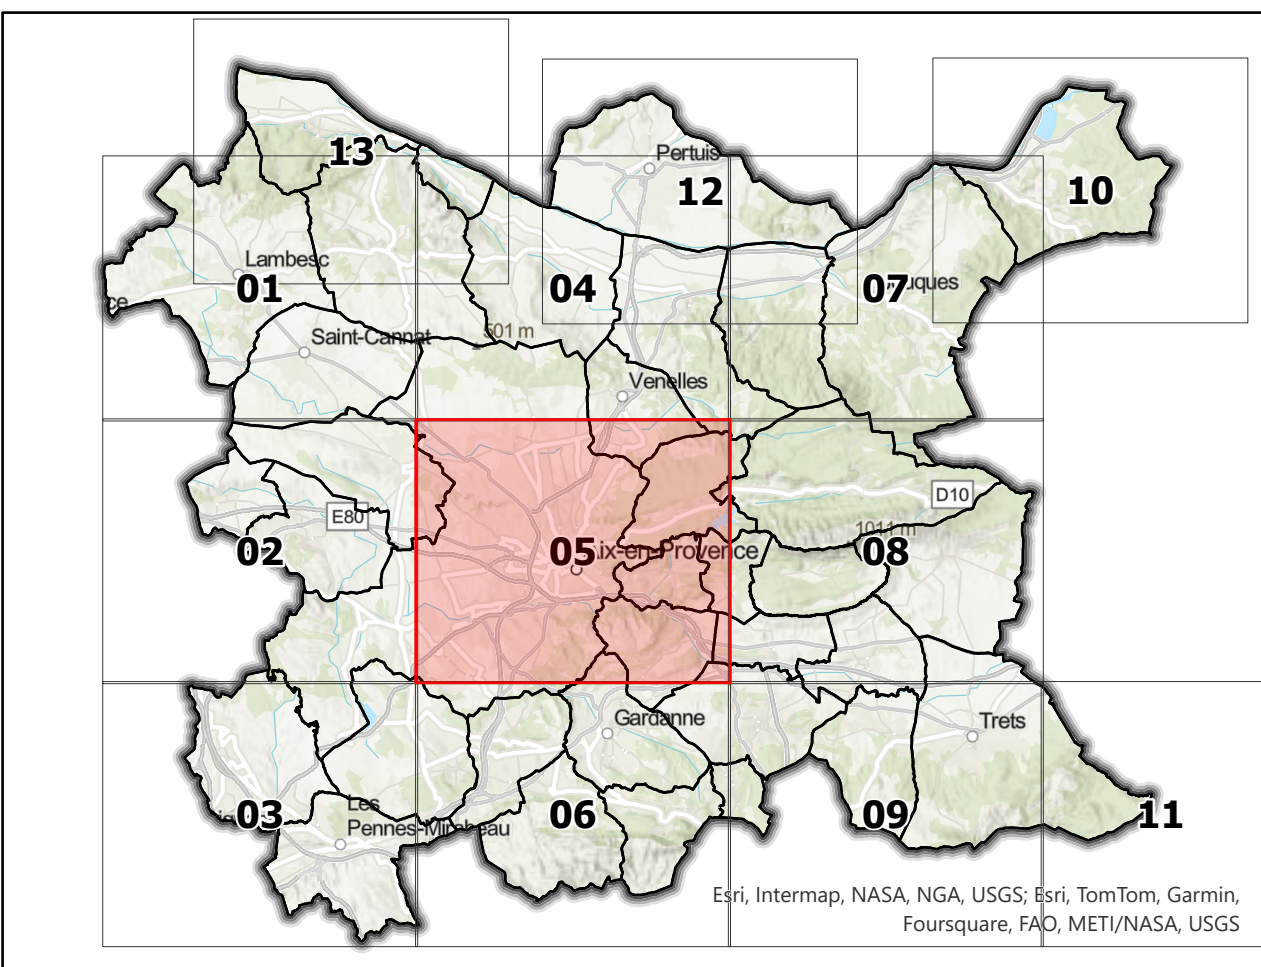 13
Pertuis
12
10
Lambesc
01
04
07
uques
ce
Saint-Cannat
501 m
Venelles
D10
E80
1011 m
02
05
ix-en-Provence
08
Gardanne
Trets
03
Les
Pennes-Mirabeau
06
09
11
Esri, Intermap, NASA, NGA, USGS; Esri, TomTom, Garmin,
Foursquare, FAO, METI/NASA, USGS